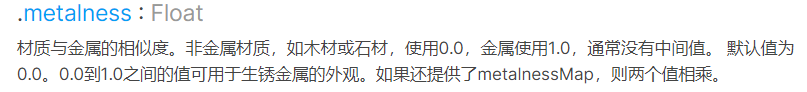 .metalness : Float
材质与金属的相似度。非金属材质，如木材或石材，使用0.0，金属使用1.0，通常没有中间值。 默认值为
0.0。0.0到1.0之间的值可用于生锈金属的外观。如果还提供了metalnessMap，则两个值相乘。